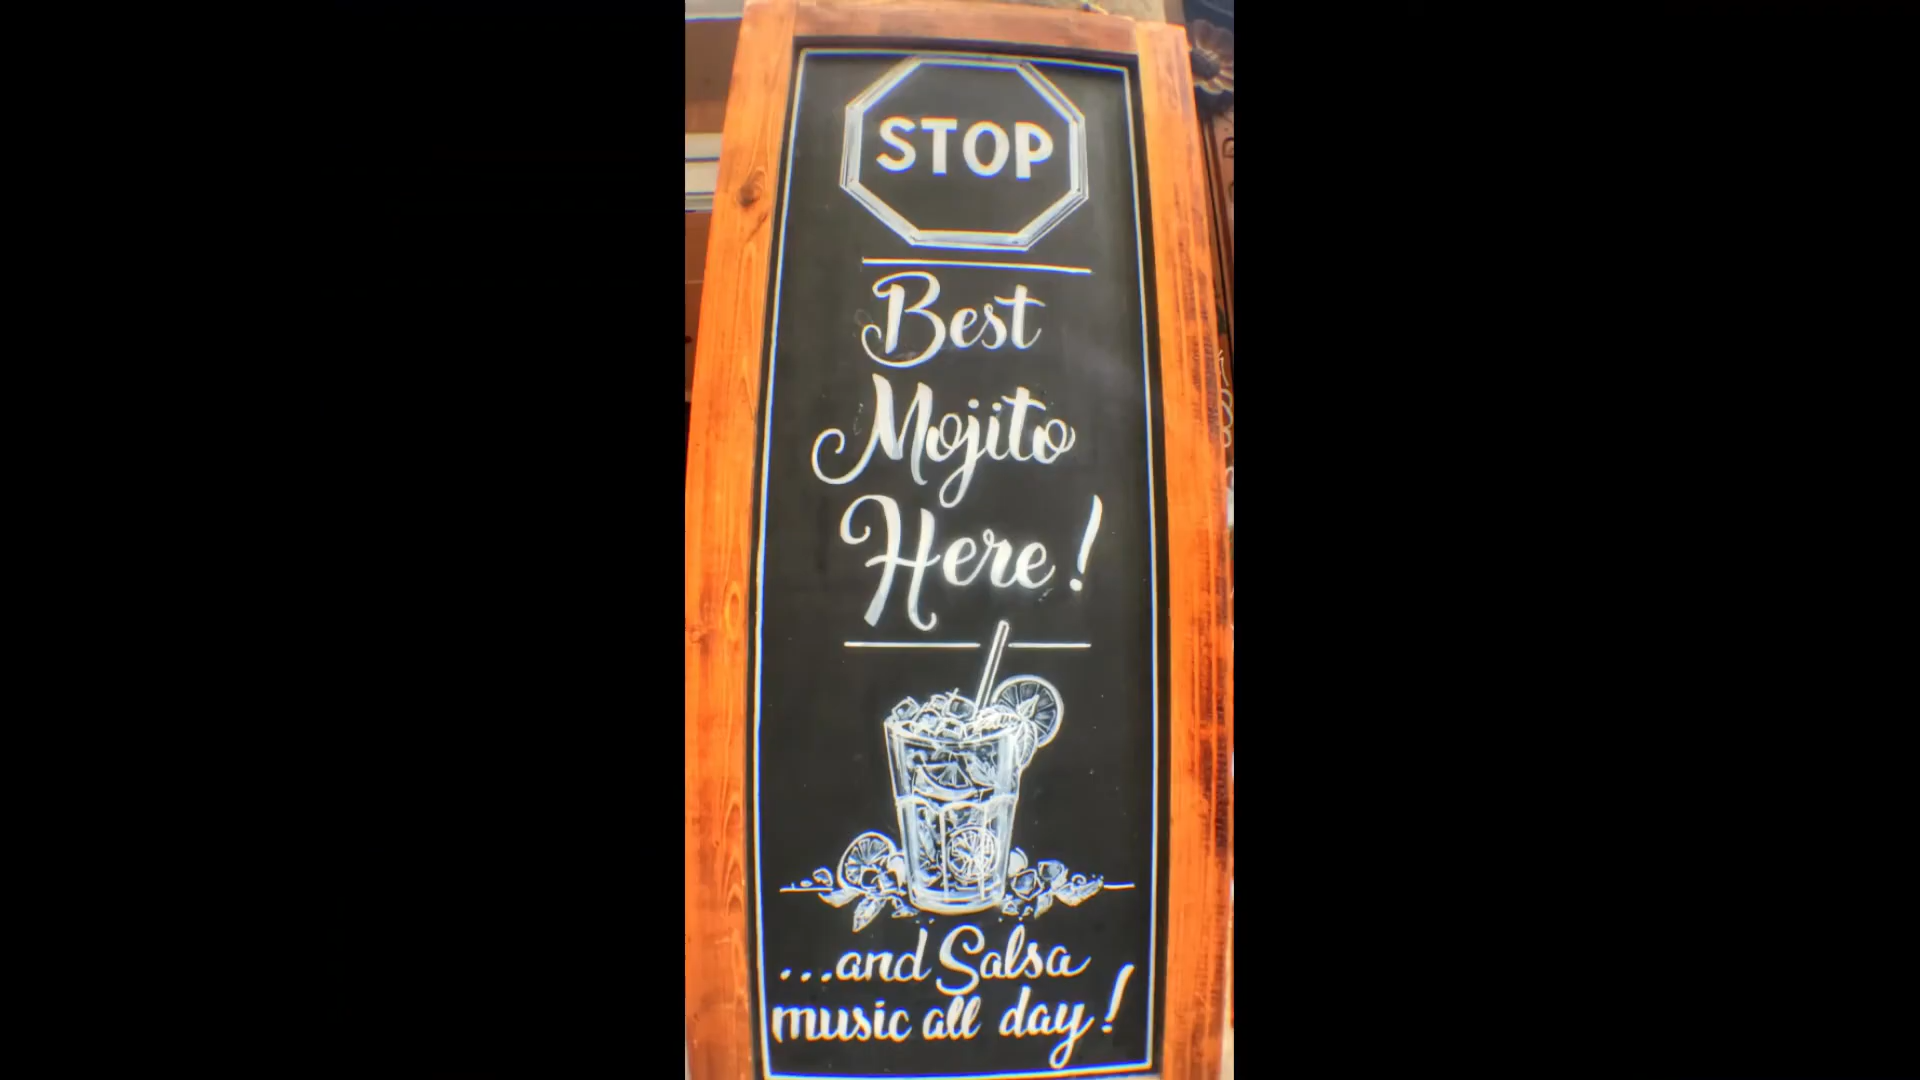 STOP
Best
Mojito
Here!
...and Salsa
music all day!